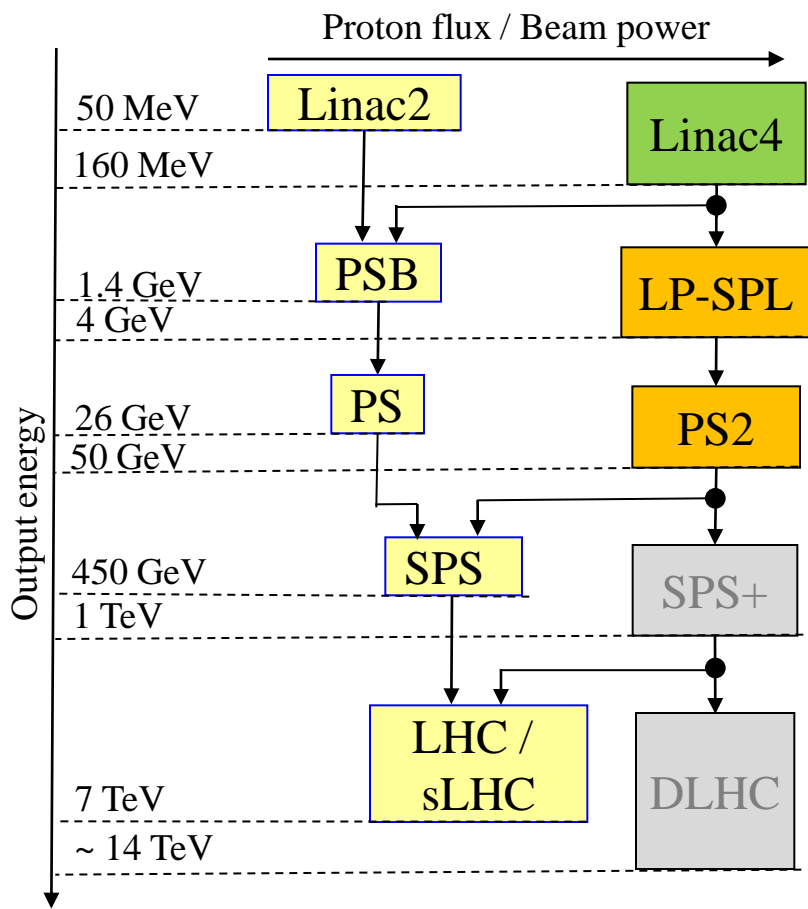 Proton flux / Beam power
Output energy
50 MeV
Linac2
Linac4
160 MeV
PSB
LP-SPL
1.4 GeV
4 GeV
PS
PS2
26 GeV
50 GeV
SPS
SPS+
450 GeV
1 TeV
LHC /
sLHC
DLHC
7 TeV
~ 14 TeV